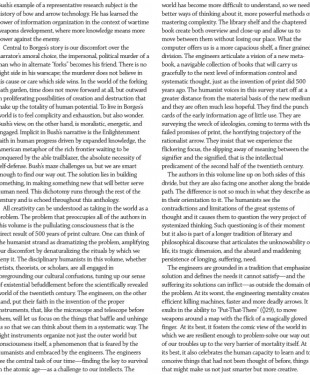 Bush's example of a representative research subject is the
history of bow and arrow technology. He has learned the
power of information organization in the context of wartime
weapons development, where more knowledge means more
power against the enemy.
Central to Borges's story is our discomfort over the
narrator's amoral choice, the impersonal, political murder of a
man who in alternate "forks" becomes his friend. There is no
right side in his warscape; the murderer does not believe in
his cause or care which side wins. In the world of the forking
path garden, time does not move forward at all, but outward
in proliferating possibilities of creation and destruction that
make up the totality of human potential. To live in Borges's
world is to feel complicity and exhaustion, but also wonder.
Bush's view, on the other hand, is moralistic, energetic, and
engaged. Implicit in Bush's narrative is the Enlightenment
faith in human progress driven by expanded knowledge, the
American metaphor of the rich frontier waiting to be
conquered by the able trailblazer, the absolute necessity of
self-defense. Bush's maze challenges us, but we are smart
enough to find our way out. The solution lies in building
something, in making something new that will better serve
human need. This dichotomy runs through the rest of the
century and is echoed throughout this anthology.
All creativity can be understood as taking in the world as a
problem. The problem that preoccupies all of the authors in
this volume is the pullulating consciousness that is the
direct result of 500 years of print culture. One can think of
the humanist strand as dramatizing the problem, amplifying
our discomfort by denaturalizing the rituals by which we
deny it. The disciplinary humanists in this volume, whether
artists, theorists, or scholars, are all engaged in
foregrounding our cultural confusions, tuning up our sense
of existential befuddlement before the scientifically revealed
world of the twentieth century. The engineers, on the other
hand, put their faith in the invention of the proper
instruments, that, like the microscope and telescope before
them, will let us focus on the things that baffle and unhinge
us so that we can think about them in a systematic way. The
right instruments organize not just the outer world but
consciousness itself, a phenomenon that is feared by the
humanists and embraced by the engineers. The engineers
see the central task of our time—finding the key to survival
in the atomic age—as a challenge to our intellects. The
world has become more difficult to understand, so we need
better ways of thinking about it, more powerful methods of
mastering complexity. The library shelf and the chaptered
book create both overview and close-up and allow us to
move between them without losing our place. What the
computer offers us is a more capacious shelf, a finer grained
division. The engineers articulate a vision of a new meta-
book, a navigable collection of books that will carry us
gracefully to the next level of information control and
systematic thought, just as the invention of print did 500
years ago. The humanist voices in this survey start off at a
greater distance from the material basis of the new medium,
and they are often much less hopeful. They find the punch
cards of the early information age of little use. They are
surveying the wreck of ideologies, coming to terms with the
failed promises of print, the horrifying trajectory of the
rationalist arrow. They insist that we experience the
flickering focus, the slipping away of meaning between the
signifier and the signified, that is the intellectual
predicament of the second half of the twentieth century.
The authors in this volume line up on both sides of this
divide, but they are also facing one another along the braided
path. The difference is not so much in what they describe as
in their orientation to it. The humanists see the
contradictions and limitations of the great systems of
thought and it causes them to question the very project of
systematized thinking. Such questioning is of their moment
but it also is part of a longer tradition of literary and
philosophical discourse that articulates the unknowability of
life, its tragic dimension, and the absurd and maddening
persistence of longing, suffering, need.
The engineers are grounded in a tradition that emphasizes
solution and defines the needs it cannot satisfy—and the
suffering its solutions can inflict—as outside the domain of
the problem. At its worst, the engineering mentality creates
efficient killing machines, faster and more deadly arrows. It
exults in the ability to "Put-That-There" (◊29), to move
weapons around a map with the flick of a magically gloved
finger. At its best, it fosters the comic view of the world in
which we are resilient enough to problem-solve our way out
of our troubles up to the very barrier of mortality itself. At
its best, it also celebrates the human capacity to learn and to
conceive things that had not been thought of before, things
that might make us not just smarter but more creative.